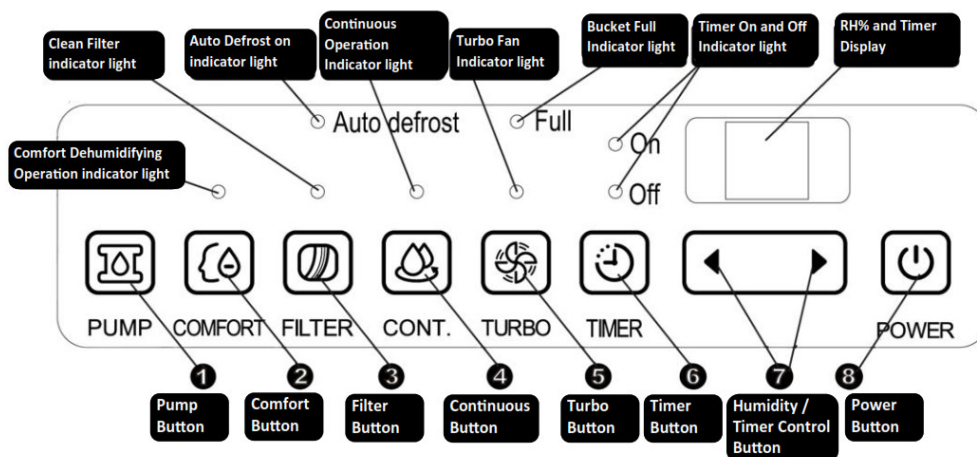 Clean Filter
indicator light
Auto Defrost on
indicator light
Continuous
Operation
Indicator light
Turbo Fan
Indicator light
Bucket Full
Indicator light
Timer On and Off
Indicator light
RH% and Timer
Display
Comfort Dehumidifying
Operation indicator light
Auto defrost
Full
On
Off
PUMP
COMFORT
FILTER
CONT.
TURBO
TIMER
POWER
1
2
3
4
5
6
7
8
Pump
Button
Comfort
Button
Filter
Button
Continuous
Button
Turbo
Button
Timer
Button
Humidity /
Timer Control
Button
Power
Button